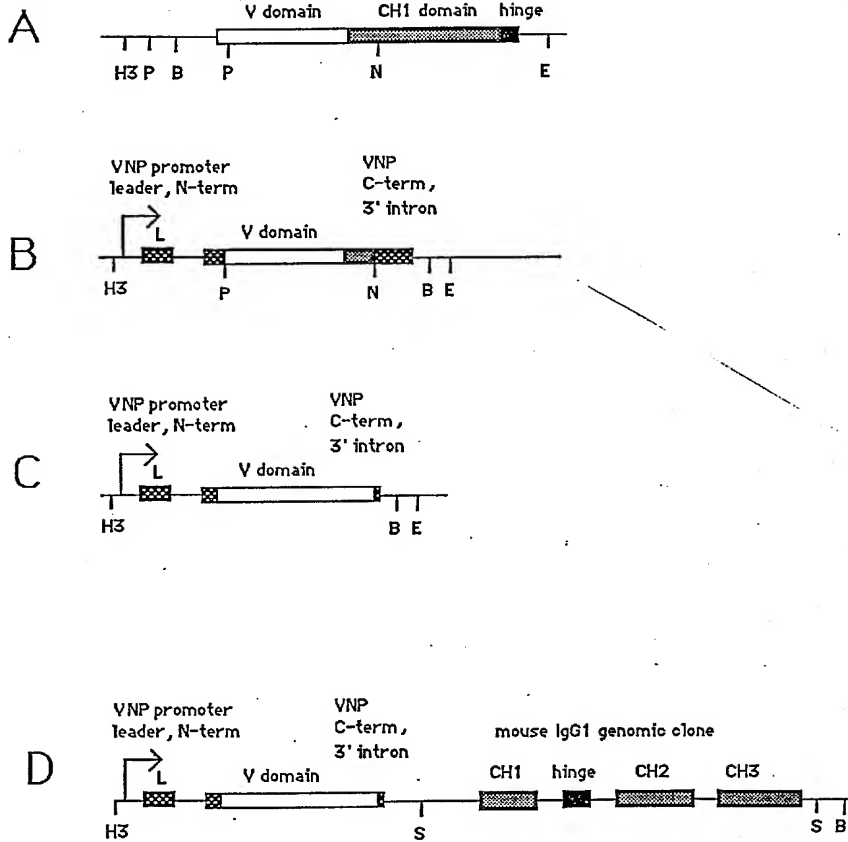 A
V domain CH1 domain hinge
H3 P B P N E
B
VNP promoter
leader, N-term
VNP
C-term,
3' intron
L
V domain
H3 P N B E
C
VNP promoter
leader, N-term
VNP
C-term,
3' intron
L
V domain
H3 B E
D
VNP promoter
leader, N-term
VNP
C-term,
3' intron
mouse IgG1 genomic clone
L
V domain
CH1 hinge CH2 CH3
H3 S S B